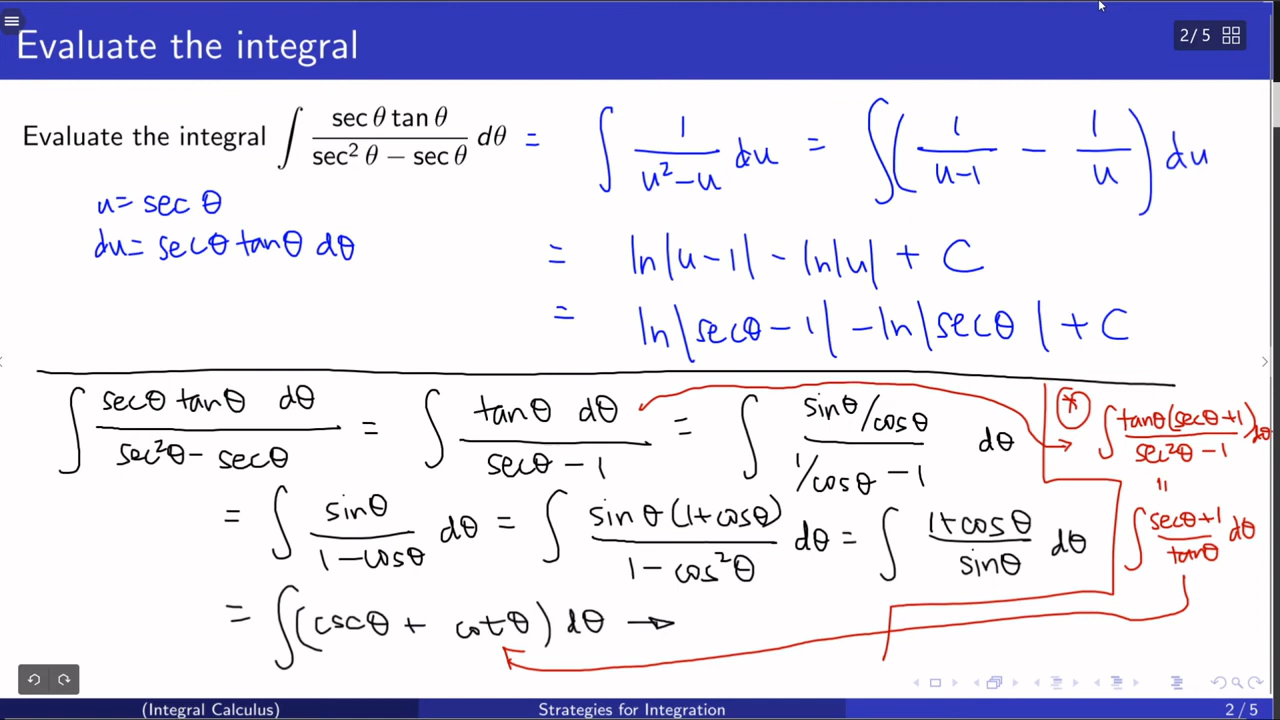 Evaluate the integral
2/5
Evaluate the integral ∫ sec θ tan θ / (sec² θ − sec θ) dθ = ∫ 1/(u² − u) du = ∫ (1/(u−1) − 1/u) du
u = sec θ
du = secθ tanθ dθ
= ln|u−1| − ln|u| + C
= ln|secθ − 1| − ln|secθ| + C
∫ secθ tanθ dθ / (sec²θ − secθ) = ∫ tanθ dθ / (secθ − 1) = ∫ (sinθ/cosθ) / (1/cosθ − 1) dθ
* ∫ tanθ(secθ+1) / (sec²θ − 1) dθ
= ∫ (secθ+1)/tanθ dθ
= ∫ sinθ / (1−cosθ) dθ = ∫ sinθ(1+cosθ) / (1−cos²θ) dθ = ∫ (1+cosθ)/sinθ dθ
= ∫ (cscθ + cotθ) dθ →
(Integral Calculus) Strategies for Integration 2 / 5